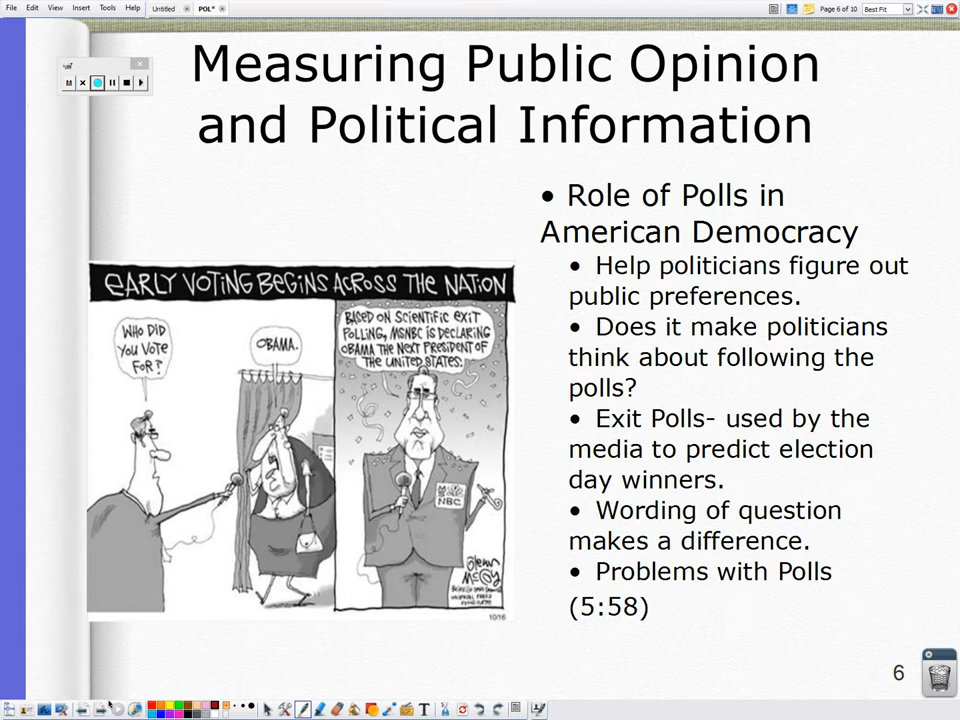 File Edit View Insert Tools Help Untitled POL* Page 6 of 10 Best Fit
Measuring Public Opinion
and Political Information
• Role of Polls in
American Democracy
• Help politicians figure out
public preferences.
• Does it make politicians
think about following the
polls?
• Exit Polls- used by the
media to predict election
day winners.
• Wording of question
makes a difference.
• Problems with Polls
(5:58)
EARLY VOTING BEGINS ACROSS THE NATION
WHO DID
YOU VOTE
FOR?
OBAMA.
BASED ON SCIENTIFIC EXIT
POLLING, MSNBC IS DECLARING
OBAMA THE NEXT PRESIDENT OF
THE UNITED STATES.
MS
NBC
Glenn
McCoy
10/16
6